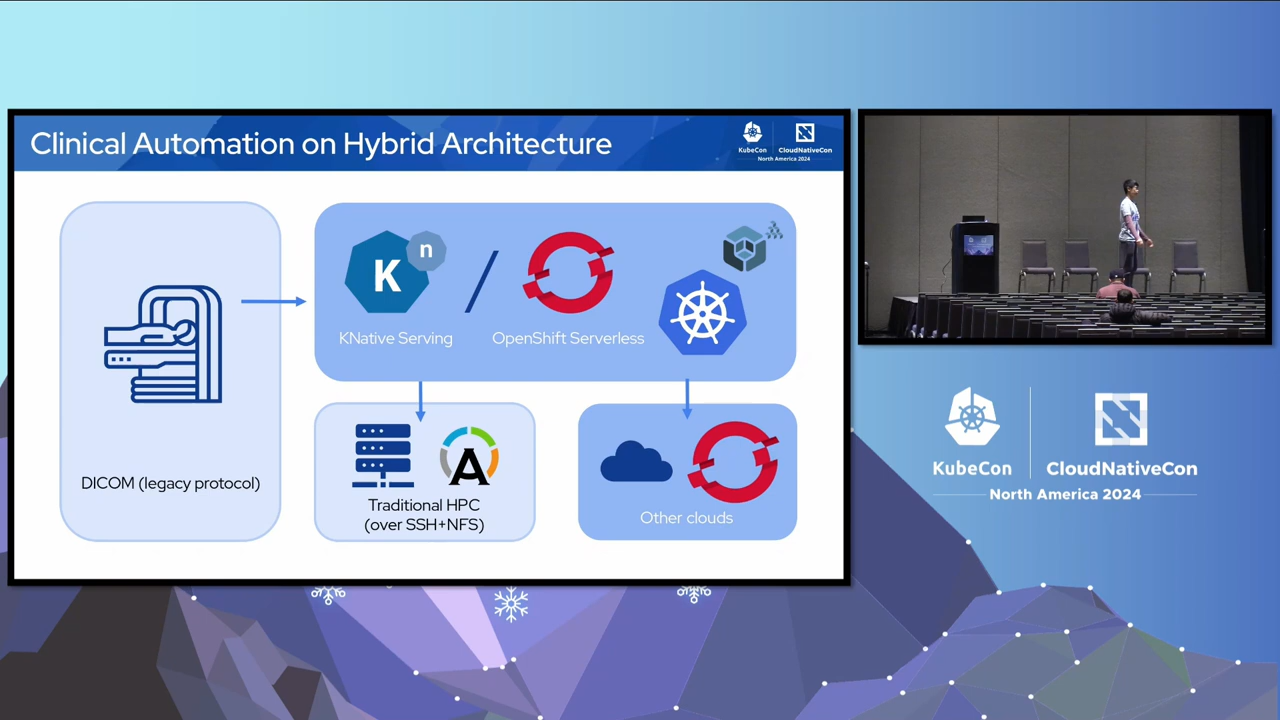 Clinical Automation on Hybrid Architecture
KubeCon
CloudNativeCon
North America 2024
K
n
KNative Serving
OpenShift Serverless
DICOM (legacy protocol)
A
Traditional HPC
(over SSH+NFS)
Other clouds
KubeCon
CloudNativeCon
North America 2024